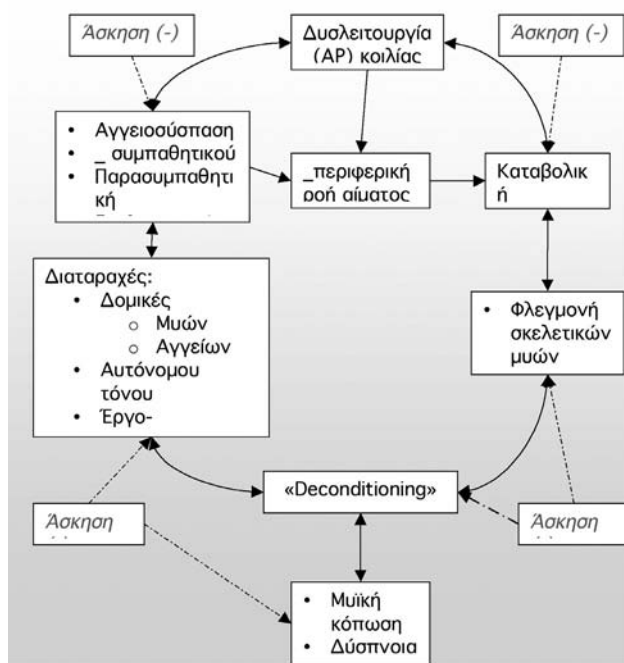 Άσκηση (-)
Δυσλειτουργία
(ΑΡ) κοιλίας
Άσκηση (-)
• Αγγειοσύσπαση
• _ συμπαθητικού
• Παρασυμπαθητι
κή
_περιφερική
ροή αίματος
Καταβολικ
ή
Διαταραχές:
• Δομικές
o Μυών
o Αγγείων
• Αυτόνομου
τόνου
• Έργο-
• Φλεγμονή
σκελετικών
μυών
«Deconditioning»
Άσκηση
Άσκηση
• Μυϊκή
κόπωση
• Δύσπνοια